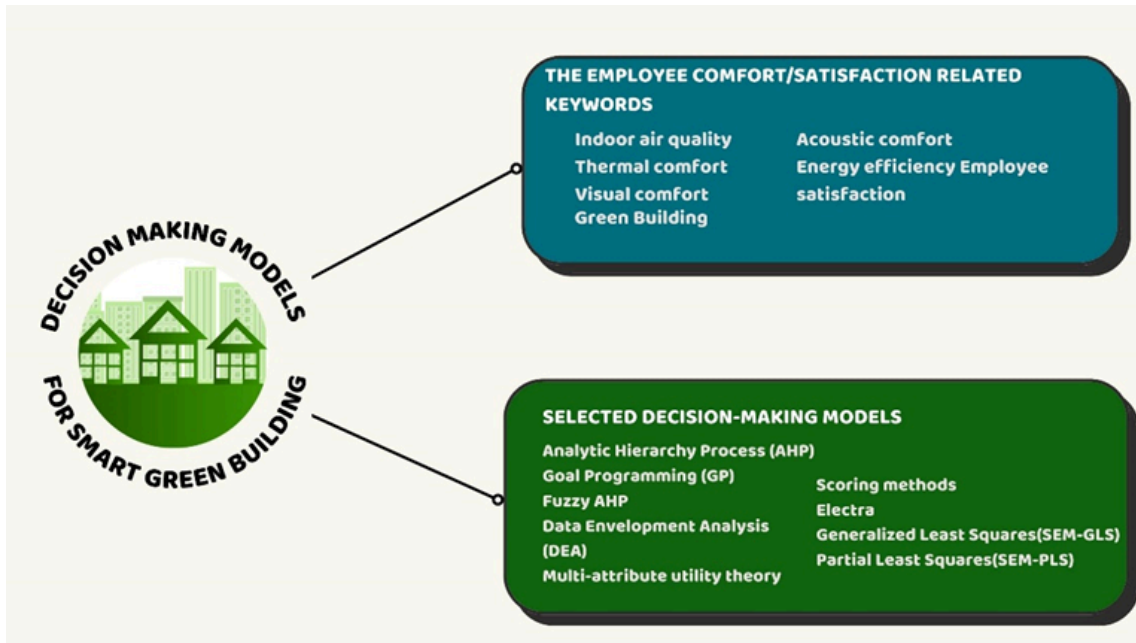 DECISION MAKING MODELS
FOR SMART GREEN BUILDING
THE EMPLOYEE COMFORT/SATISFACTION RELATED
KEYWORDS
Indoor air quality
Thermal comfort
Visual comfort
Green Building
Acoustic comfort
Energy efficiency Employee
satisfaction
SELECTED DECISION-MAKING MODELS
Analytic Hierarchy Process (AHP)
Goal Programming (GP)
Fuzzy AHP
Data Envelopment Analysis
(DEA)
Multi-attribute utility theory
Scoring methods
Electra
Generalized Least Squares(SEM-GLS)
Partial Least Squares(SEM-PLS)